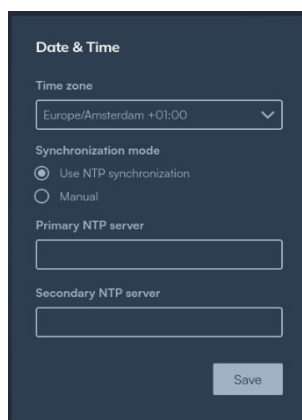 Date & Time
Time zone
Europe/Amsterdam +01:00
Synchronization mode
Use NTP synchronization
Manual
Primary NTP server
Secondary NTP server
Save